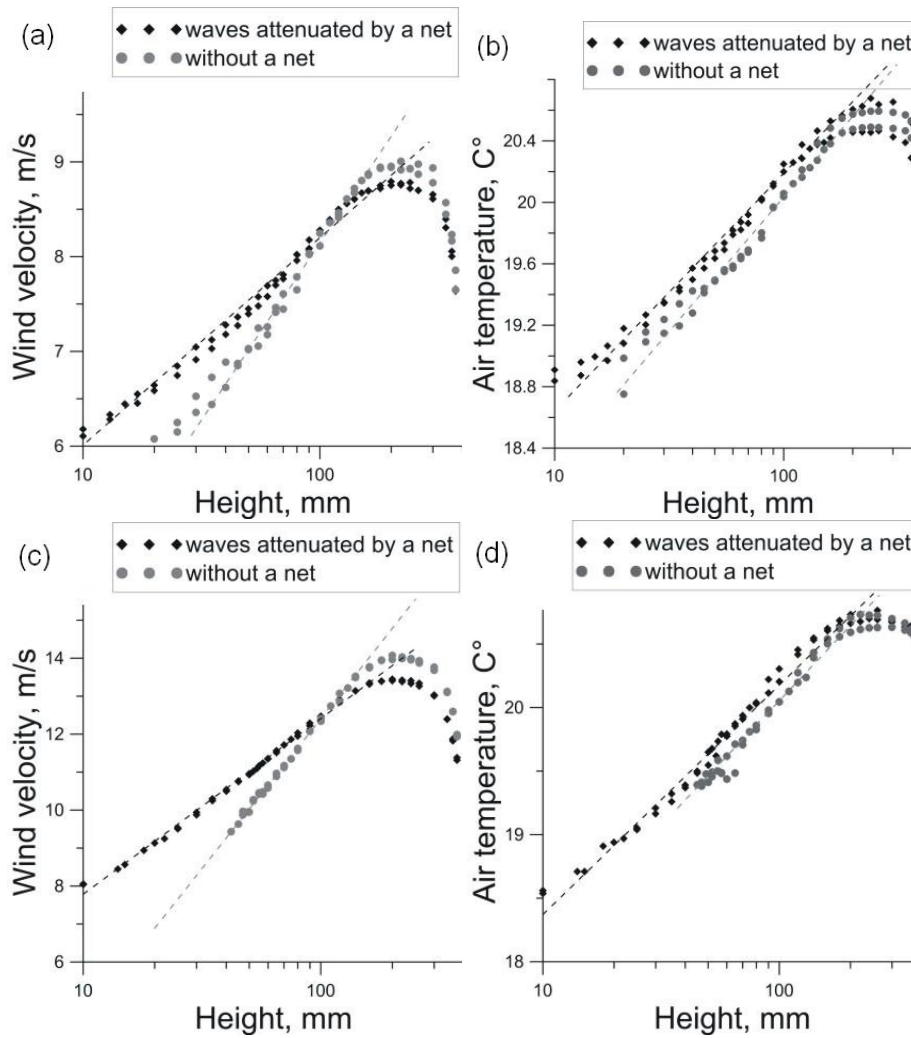 (a)
waves attenuated by a net
without a net
Wind velocity, m/s
9
8
7
6
10
100
Height, mm
(b)
waves attenuated by a net
without a net
Air temperature, C°
20.4
20
19.6
19.2
18.8
18.4
10
100
Height, mm
(c)
waves attenuated by a net
without a net
Wind velocity, m/s
14
12
10
8
6
10
100
Height, mm
(d)
waves attenuated by a net
without a net
Air temperature, C°
20
19
18
10
100
Height, mm